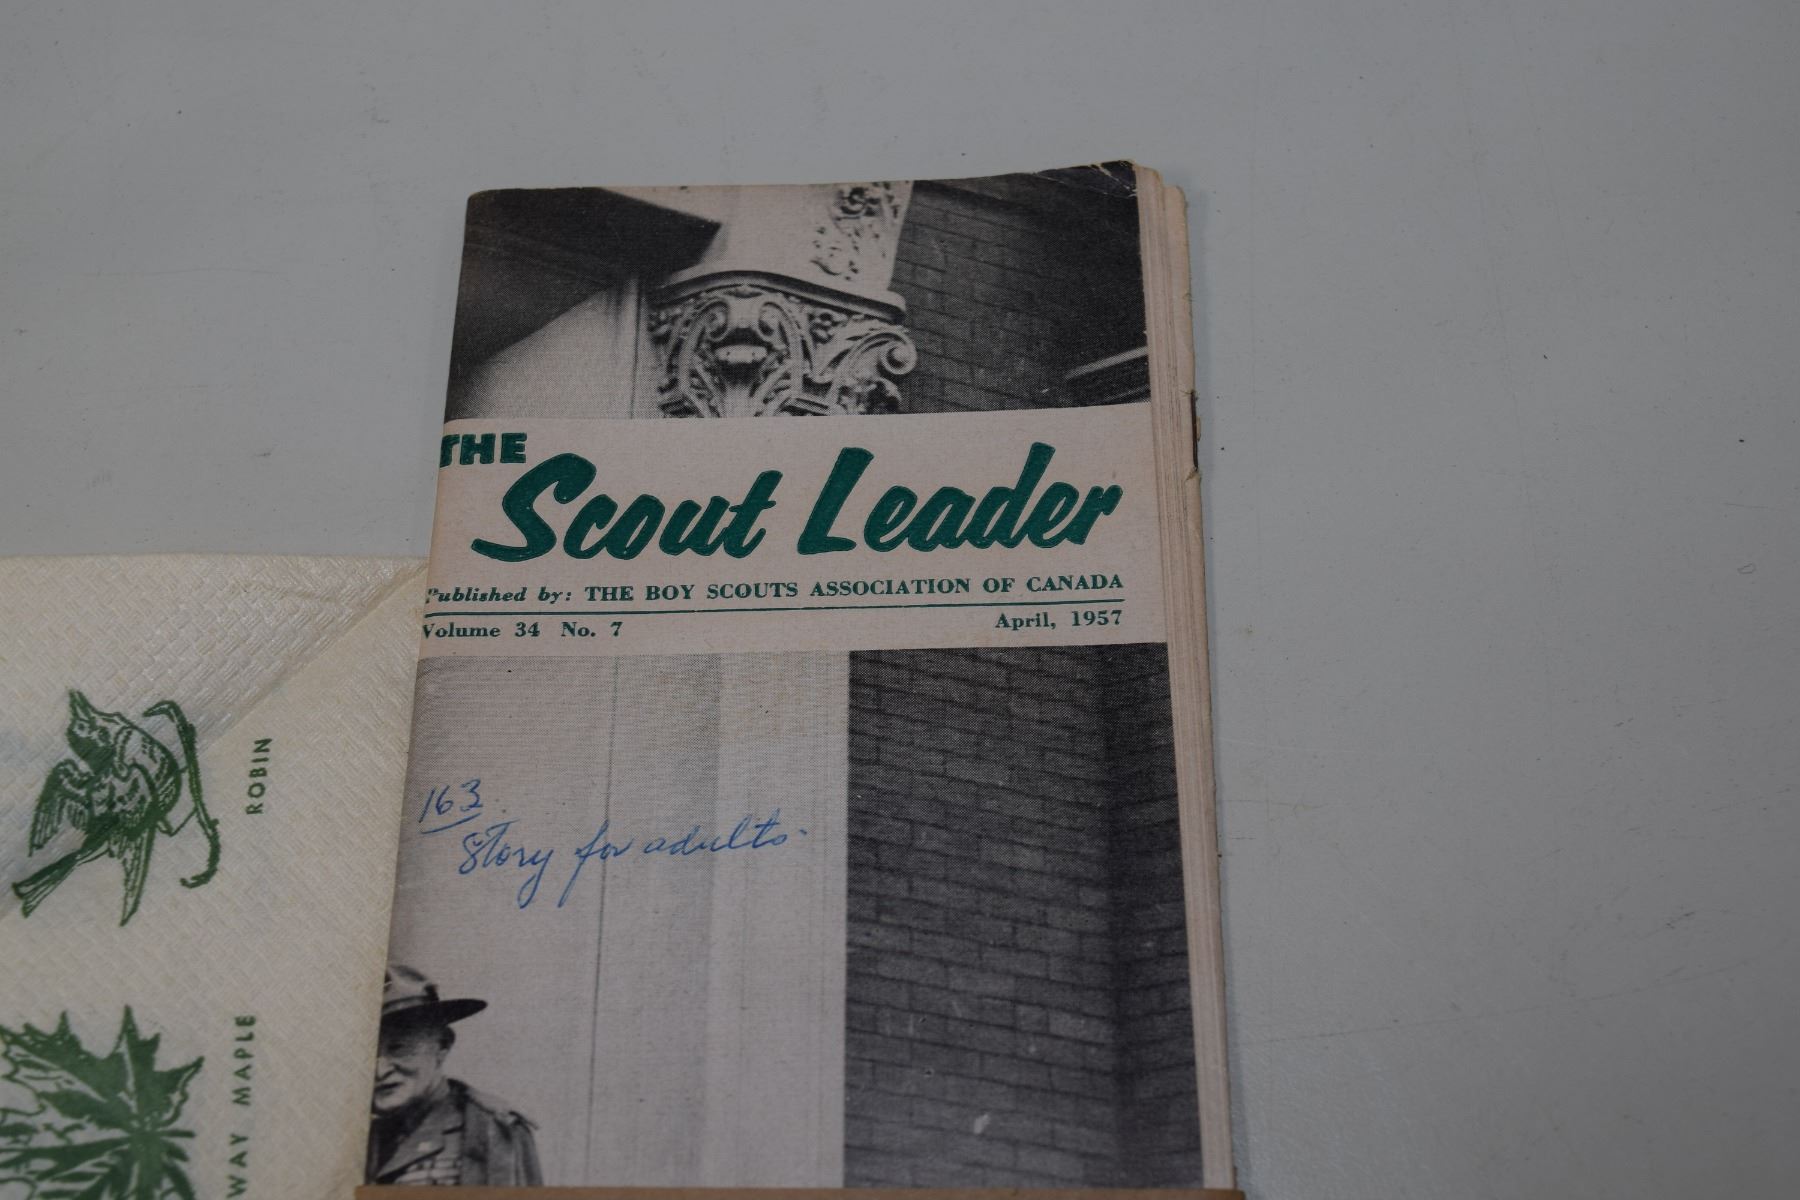 THE
Scout Leader
Published by: THE BOY SCOUTS ASSOCIATION OF CANADA
Volume 34 No. 7 April, 1957
163
Story for adults.
ROBIN
WAY MAPLE